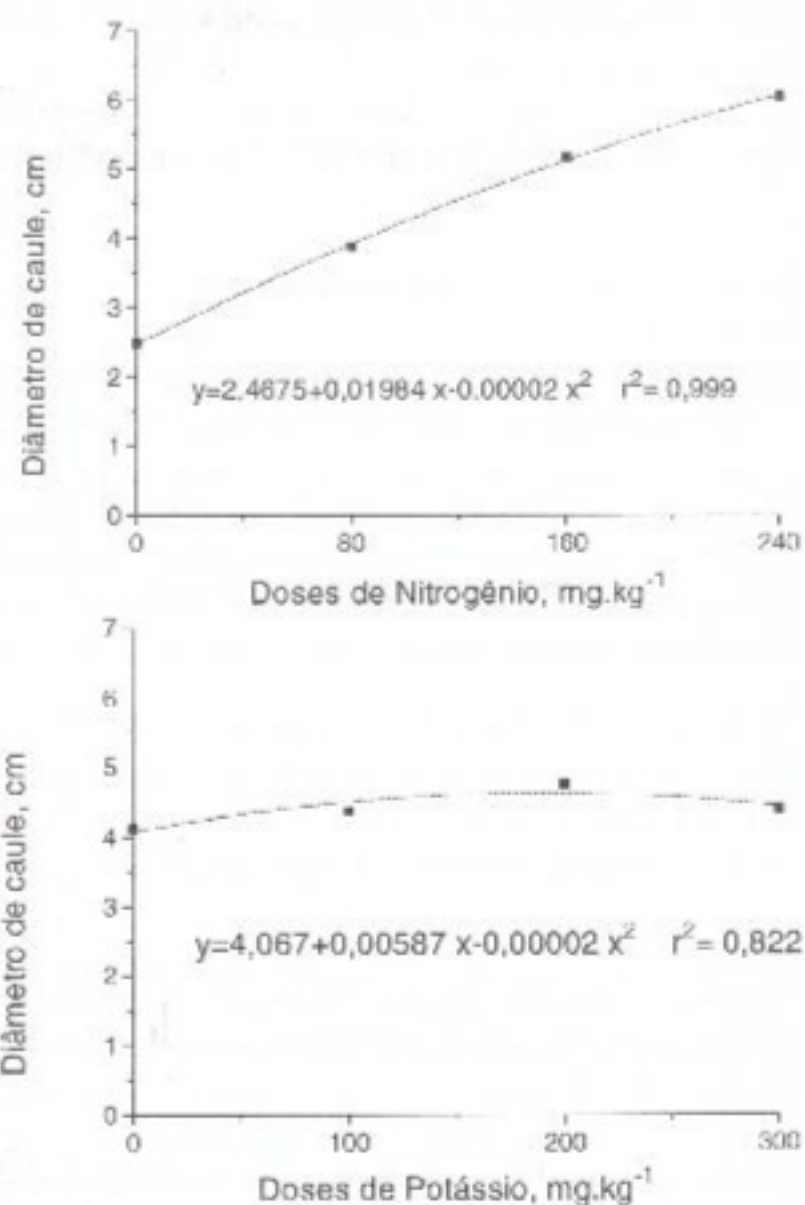 7
6
5
4
3
2
1
0
Diâmetro de caule, cm
y=2,4675+0,01984 x-0.00002 x² r²= 0,999
0 80 160 240
Doses de Nitrogênio, mg.kg⁻¹
7
6
5
4
3
2
1
0
Diâmetro de caule, cm
y=4,067+0,00587 x-0,00002 x² r²= 0,822
0 100 200 300
Doses de Potássio, mg.kg⁻¹